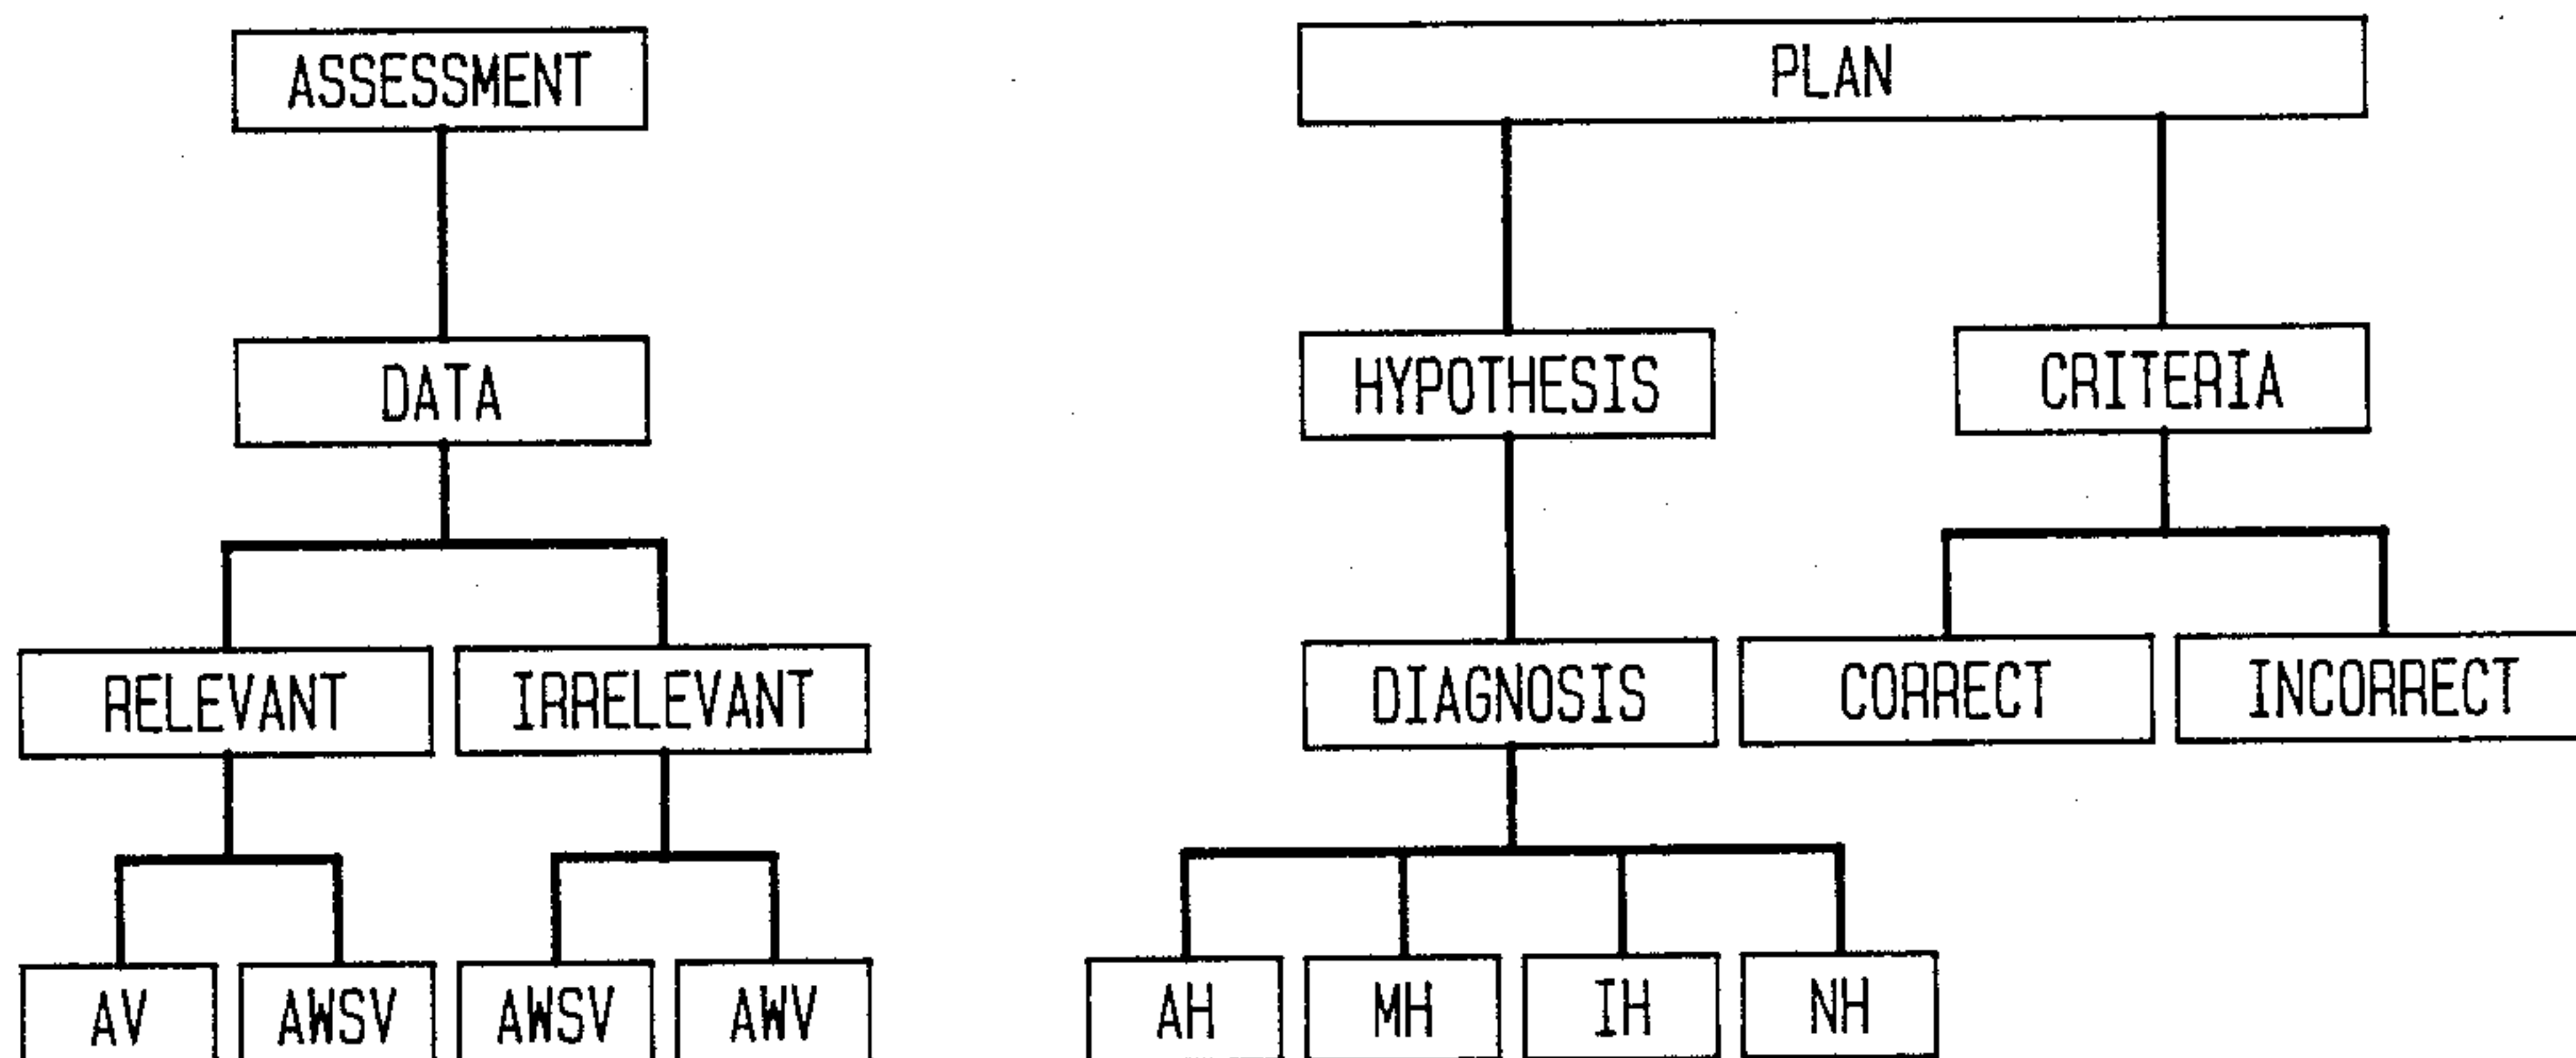 ASSESSMENT
PLAN
DATA
HYPOTHESIS
CRITERIA
RELEVANT
IRRELEVANT
DIAGNOSIS
CORRECT
INCORRECT
AV
AWSV
AWSV
AWV
AH
MH
IH
NH